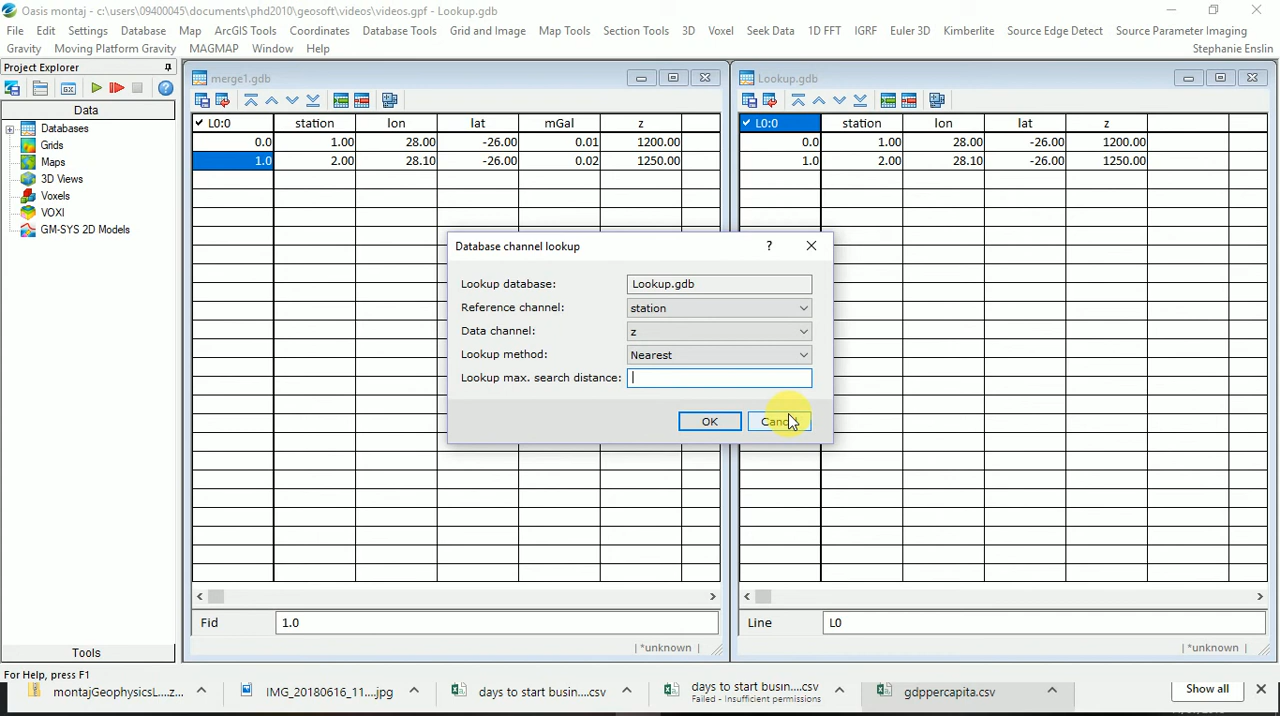 Oasis montaj - c:\users\09400045\documents\phd2010\geosoft\videos\videos.gpf - Lookup.gdb
File Edit Settings Database Map ArcGIS Tools Coordinates Database Tools Grid and Image Map Tools Section Tools 3D Voxel Seek Data 1D FFT IGRF Euler 3D Kimberlite Source Edge Detect Source Parameter Imaging
Gravity Moving Platform Gravity MAGMAP Window Help
Stephanie Enslin
Project Explorer
Data
Databases
Grids
Maps
3D Views
Voxels
VOXI
GM-SYS 2D Models
Tools
merge1.gdb
L0:0 station lon lat mGal z
0.0 1.00 28.00 -26.00 0.01 1200.00
1.0 2.00 28.10 -26.00 0.02 1250.00
Fid 1.0
*unknown
Lookup.gdb
L0:0 station lon lat z
0.0 1.00 28.00 -26.00 1200.00
1.0 2.00 28.10 -26.00 1250.00
Line L0
*unknown
Database channel lookup ?
Lookup database: Lookup.gdb
Reference channel: station
Data channel: z
Lookup method: Nearest
Lookup max. search distance:
OK
For Help, press F1
montajGeophysicsL....z...
IMG_20180616_11....jpg
days to start busin....csv
days to start busin....csv
Failed - Insufficient permissions
gdppercapita.csv
Show all